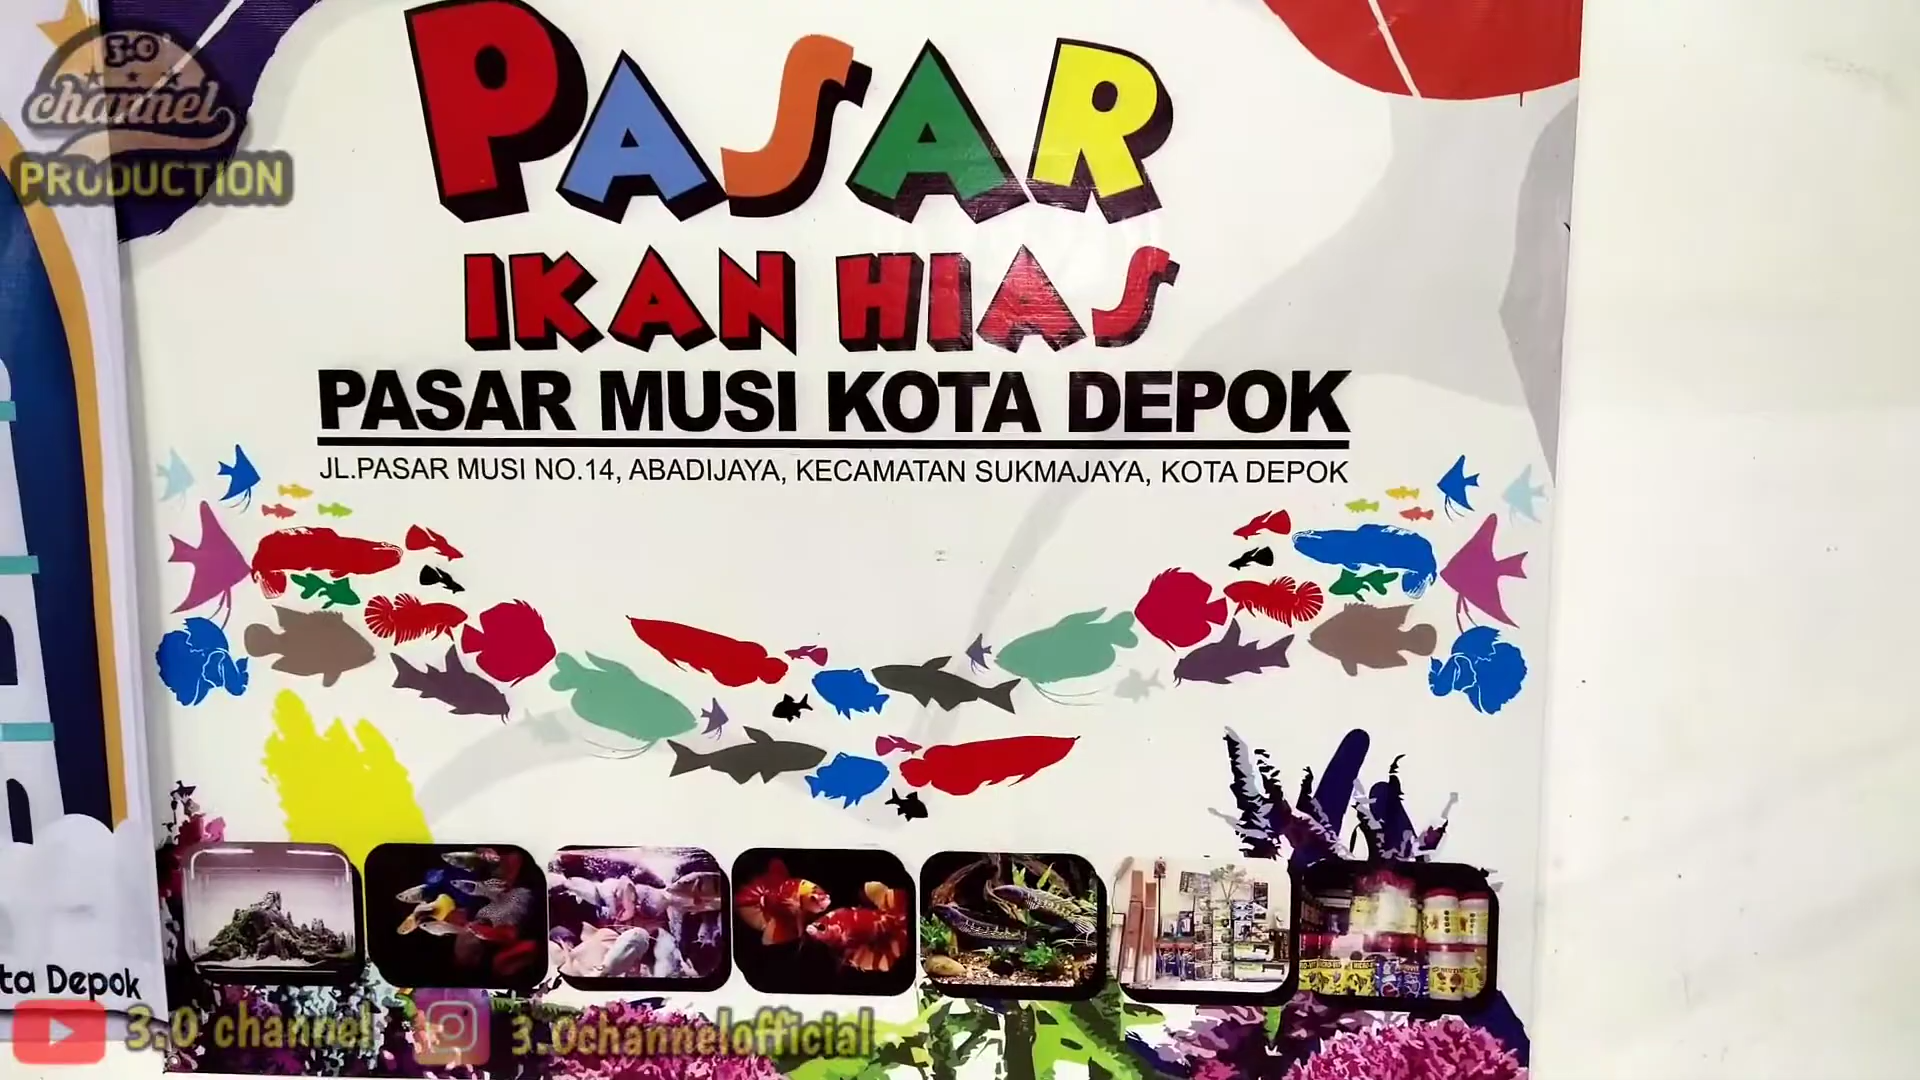 3.0
channel
PRODUCTION
PASAR
IKAN HIAS
PASAR MUSI KOTA DEPOK
JL.PASAR MUSI NO.14, ABADIJAYA, KECAMATAN SUKMAJAYA, KOTA DEPOK
ta Depok
3.0 channel
3.0channelofficial